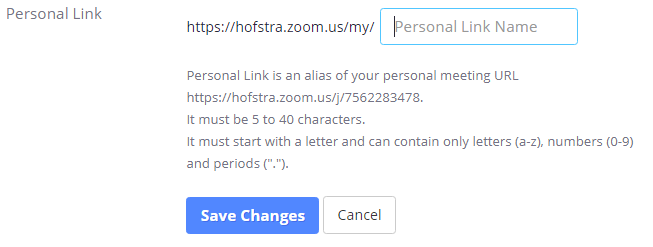 Personal Link
https://hofstra.zoom.us/my/ Personal Link Name
Personal Link is an alias of your personal meeting URL
https://hofstra.zoom.us/j/7562283478.
It must be 5 to 40 characters.
It must start with a letter and can contain only letters (a-z), numbers (0-9)
and periods (".").
Save Changes Cancel